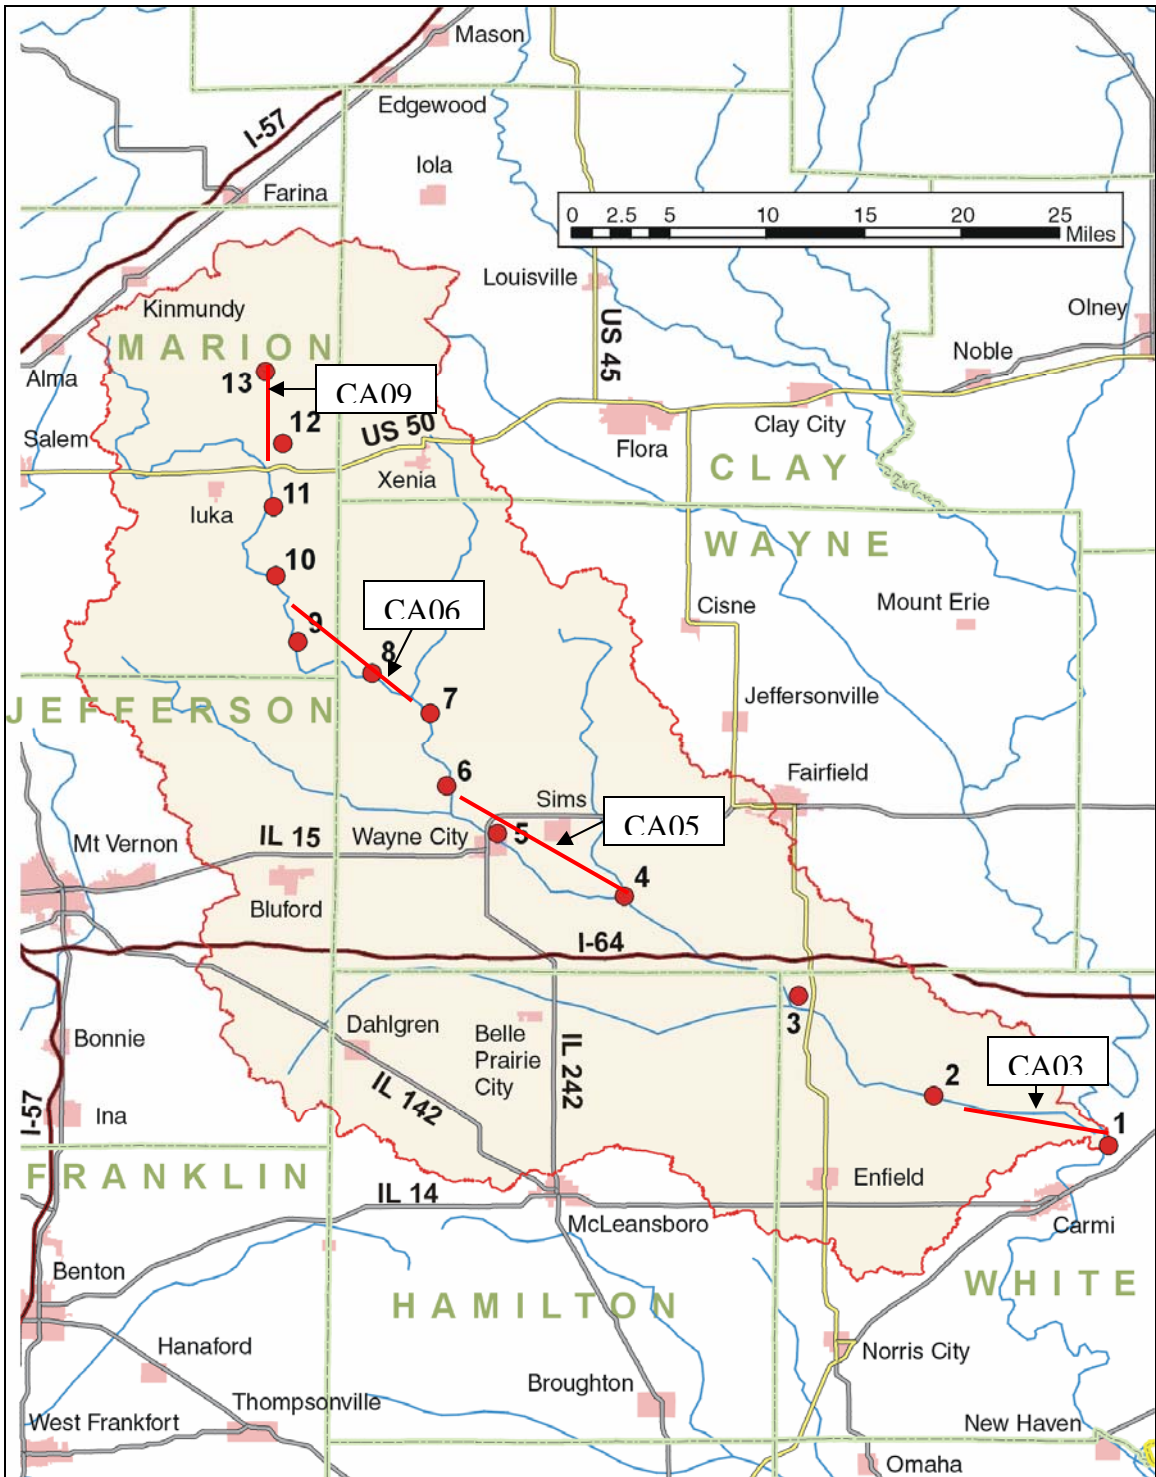 Mason
Edgewood
I-57
Iola
Farina
0 2.5 5 10 15 20 25
Miles
Louisville
Kinmundy
Olney
MARION
US 45
Noble
Alma
13
CA09
12
US 50
Clay City
Salem
Flora
Xenia
CLAY
11
Iuka
WAYNE
10
CA06
Cisne
Mount Erie
9
8
JEFFERSON
7
Jeffersonville
6
Fairfield
Sims
CA05
Mt Vernon
IL 15
Wayne City
5
4
Bluford
I-64
3
Dahlgren
Belle
Prairie
City
IL 242
Bonnie
IL 142
2
CA03
1
I-57
Ina
FRANKLIN
IL 14
Enfield
McLeansboro
Carmi
Benton
WHITE
HAMILTON
Hanaford
Norris City
Broughton
Thompsonville
West Frankfort
New Haven
Omaha